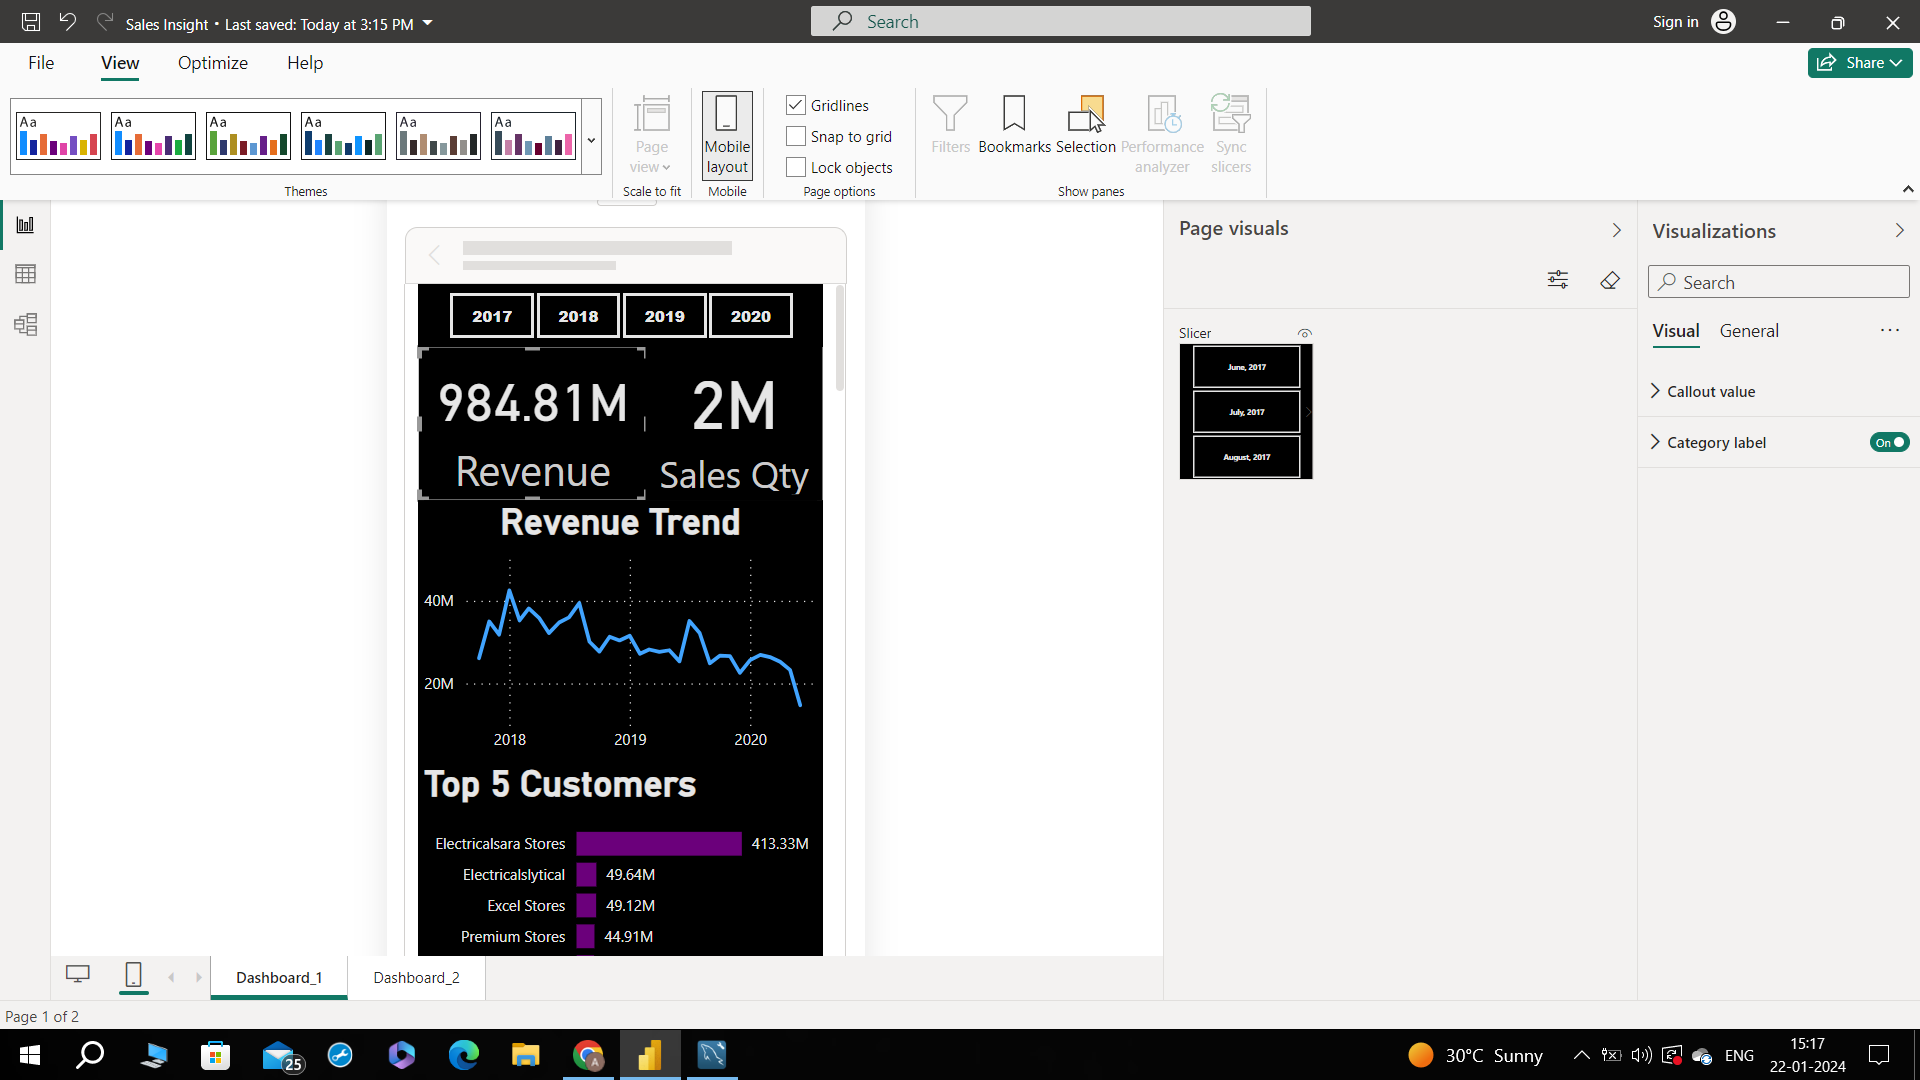 Sales Insight • Last saved: Today at 3:15 PM
Search
Sign in
File View Optimize Help
Share
Aa Aa Aa Aa Aa Aa
Themes
Page view
Scale to fit
Mobile layout
Mobile
Gridlines
Snap to grid
Lock objects
Page options
Filters
Bookmarks
Selection
Performance analyzer
Sync slicers
Show panes
2017 2018 2019 2020
984.81M
Revenue
2M
Sales Qty
Revenue Trend
40M
20M
2018 2019 2020
Top 5 Customers
Electricalsara Stores 413.33M
Electricalslytical 49.64M
Excel Stores 49.12M
Premium Stores 44.91M
Page visuals
Slicer
June, 2017
July, 2017
August, 2017
Visualizations
Search
Visual General
Callout value
Category label On
Dashboard_1 Dashboard_2
Page 1 of 2
25
A
30°C Sunny
ENG
15:17
22-01-2024